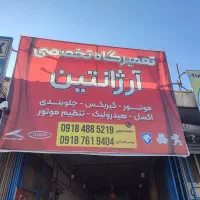 تعمیرگاه تخصصی
آرژانتین
موتور - گیربکس - جلوبندی
اکسل - هیدرولیک - تنظیم موتور
0918 488 5219
0918 761 9404